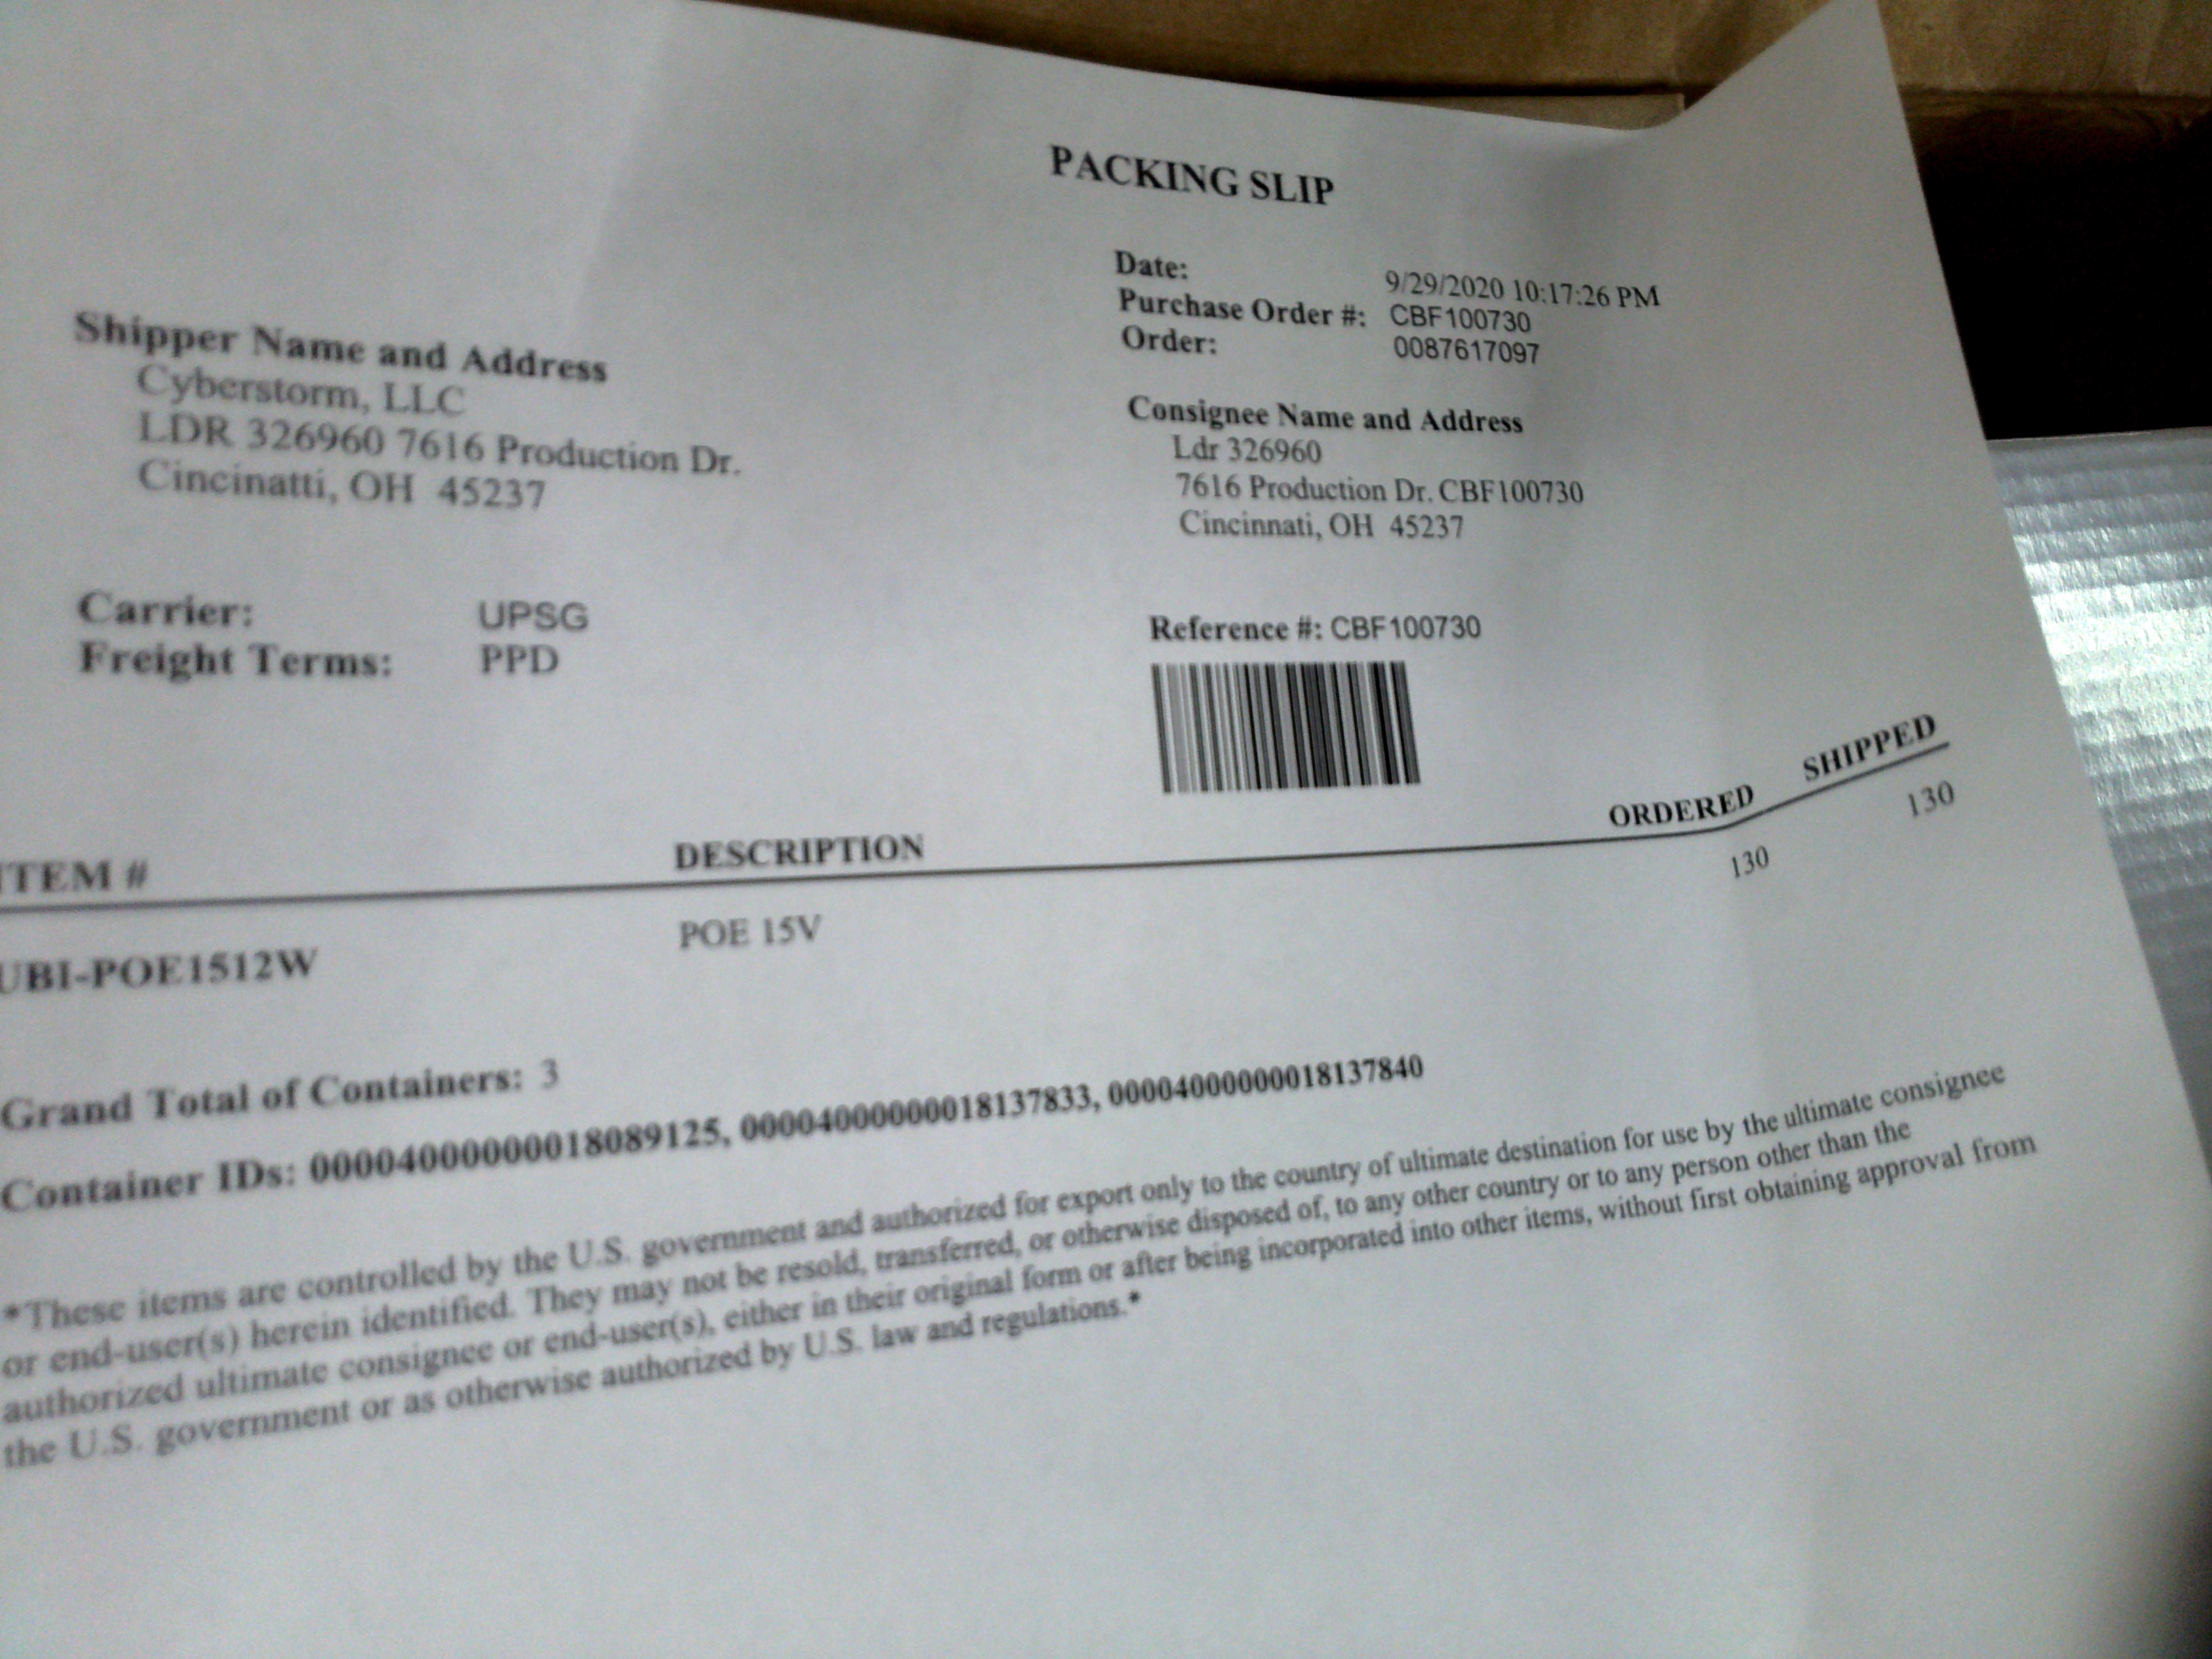 PACKING SLIP
Date: 9/29/2020 10:17:26 PM
Purchase Order #: CBF100730
Order: 0087617097
Shipper Name and Address
Cyberstorm, LLC
LDR 326960 7616 Production Dr.
Cincinatti, OH 45237
Consignee Name and Address
Ldr 326960
7616 Production Dr. CBF100730
Cincinnati, OH 45237
Carrier: UPSG
Freight Terms: PPD
Reference #: CBF100730
ITEM # DESCRIPTION ORDERED SHIPPED
UBI-POE1512W POE 15V 130 130
Grand Total of Containers: 3
Container IDs: 00004000000018089125, 00004000000018137833, 00004000000018137840
*These items are controlled by the U.S. government and authorized for export only to the country of ultimate destination for use by the ultimate consignee
or end-user(s) herein identified. They may not be resold, transferred, or otherwise disposed of, to any other country or to any person other than the
authorized ultimate consignee or end-user(s), either in their original form or after being incorporated into other items, without first obtaining approval from
the U.S. government or as otherwise authorized by U.S. law and regulations.*